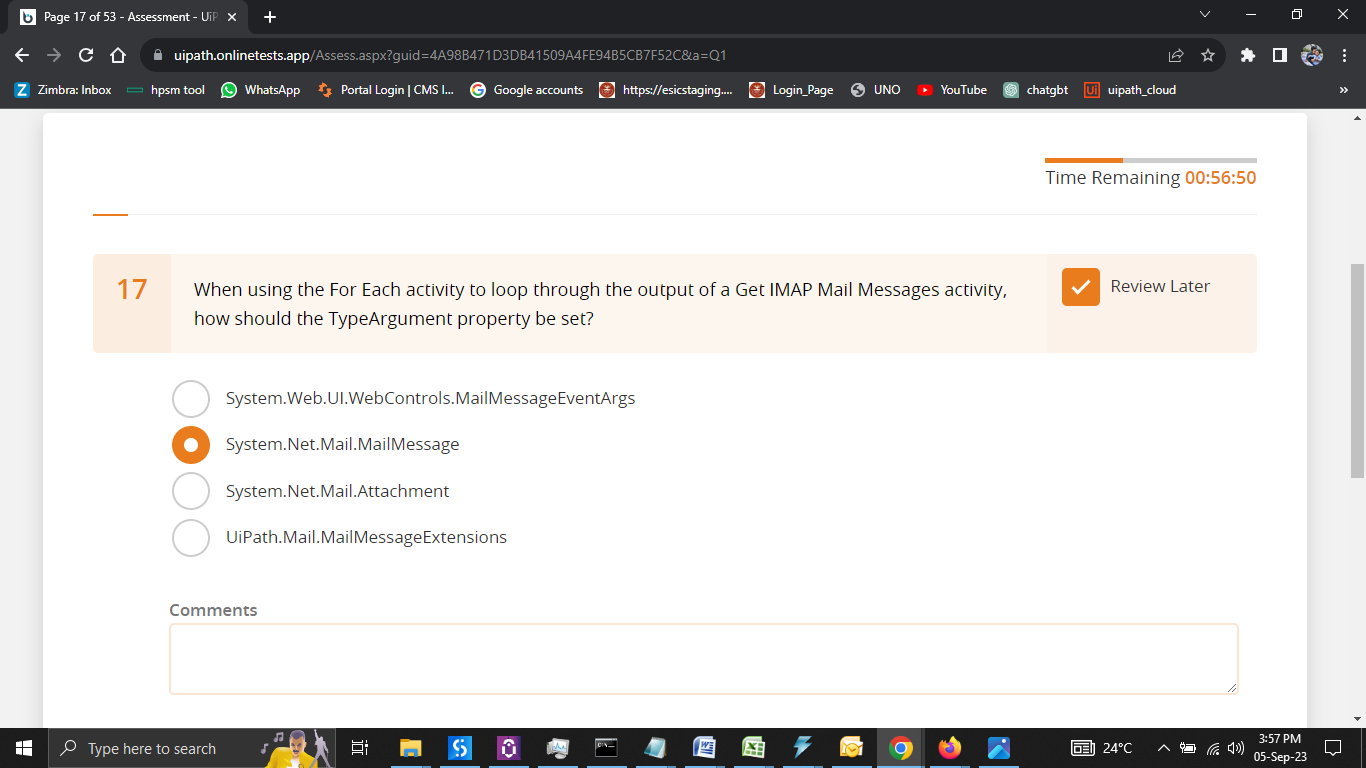 Page 17 of 53 - Assessment - UiP
uipath.onlinetests.app/Assess.aspx?guid=4A98B471D3DB41509A4FE94B5CB7F52C&a=Q1
Zimbra: Inbox
hpsm tool
WhatsApp
Portal Login | CMS I...
Google accounts
https://esicstaging....
Login_Page
UNO
YouTube
chatgbt
Ui uipath_cloud
»
Time Remaining 00:56:50
17
When using the For Each activity to loop through the output of a Get IMAP Mail Messages activity,
how should the TypeArgument property be set?
Review Later
System.Web.UI.WebControls.MailMessageEventArgs
System.Net.Mail.MailMessage
System.Net.Mail.Attachment
UiPath.Mail.MailMessageExtensions
Comments
Type here to search
24°C
3:57 PM
05-Sep-23